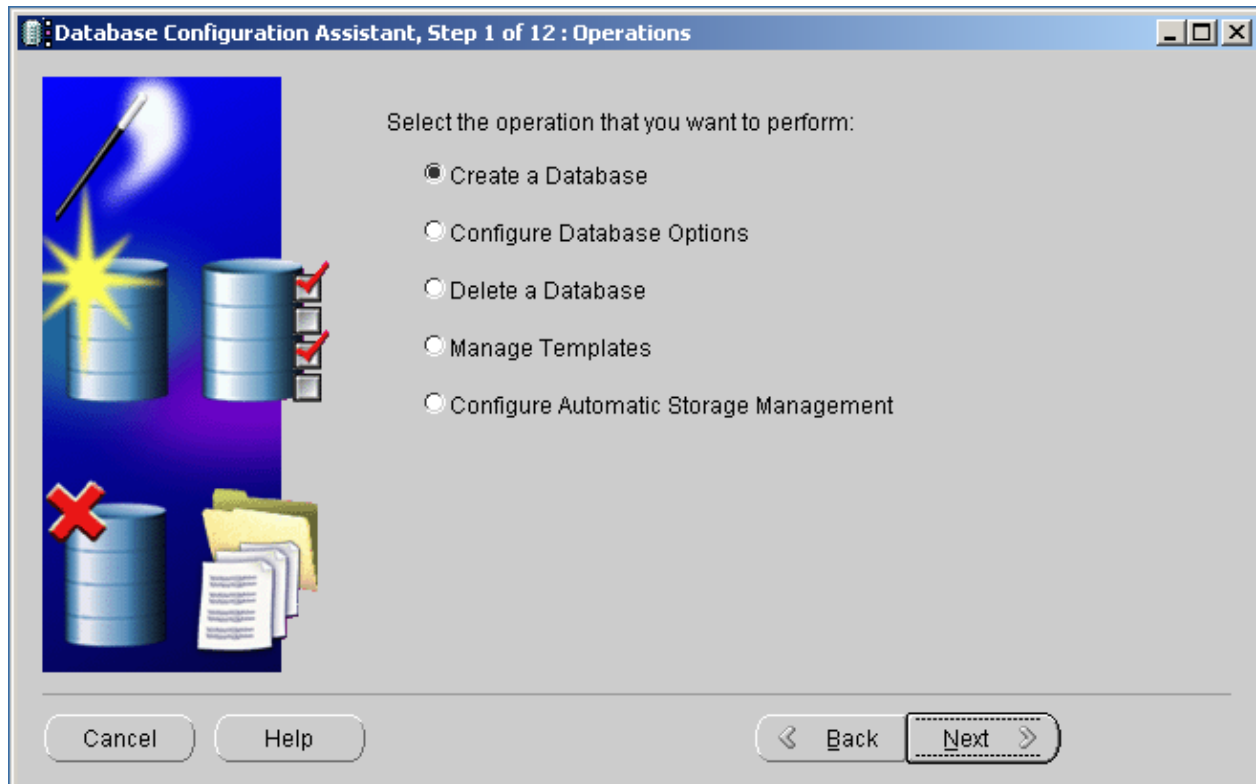 Database Configuration Assistant, Step 1 of 12 : Operations
Select the operation that you want to perform:
Create a Database
Configure Database Options
Delete a Database
Manage Templates
Configure Automatic Storage Management
Cancel
Help
Back
Next